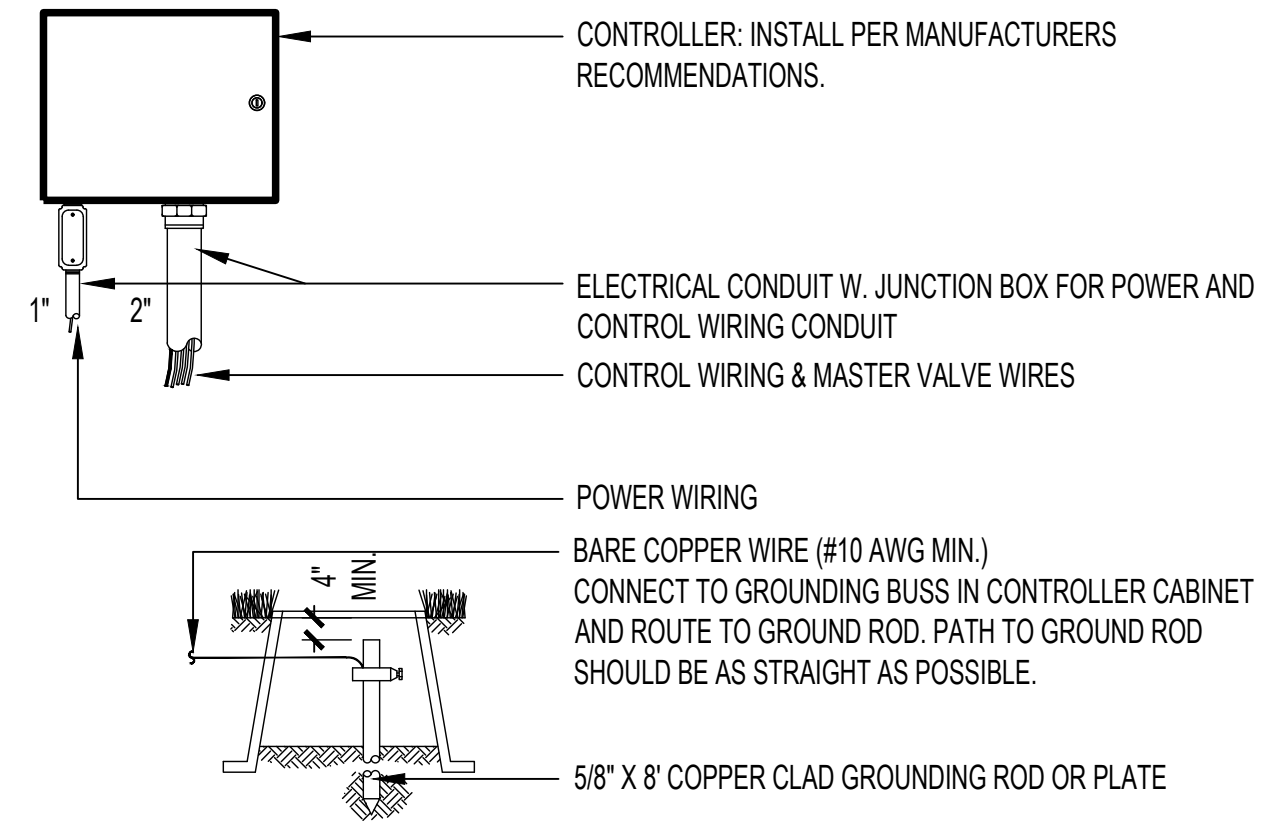 CONTROLLER: INSTALL PER MANUFACTURERS
RECOMMENDATIONS.
ELECTRICAL CONDUIT W. JUNCTION BOX FOR POWER AND
CONTROL WIRING CONDUIT
1"
2"
CONTROL WIRING & MASTER VALVE WIRES
POWER WIRING
BARE COPPER WIRE (#10 AWG MIN.)
CONNECT TO GROUNDING BUSS IN CONTROLLER CABINET
AND ROUTE TO GROUND ROD. PATH TO GROUND ROD
SHOULD BE AS STRAIGHT AS POSSIBLE.
4"
MIN.
5/8" X 8' COPPER CLAD GROUNDING ROD OR PLATE